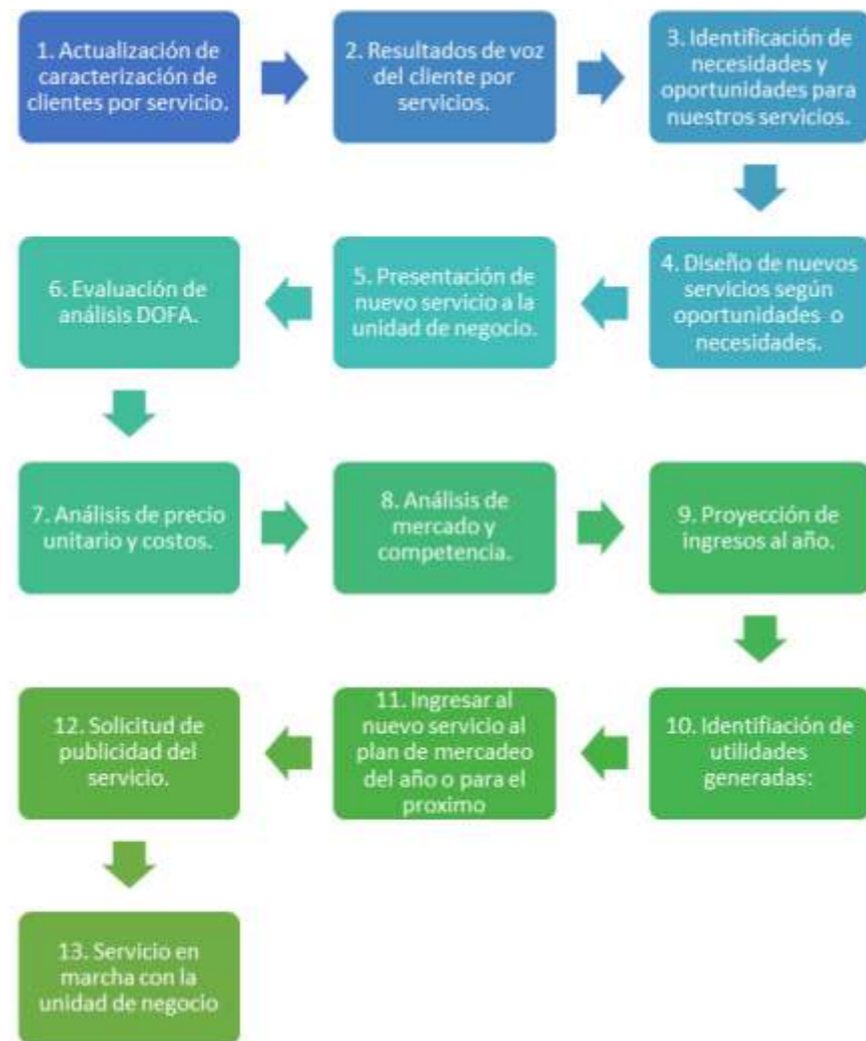 1. Actualización de
caracterización de
clientes por servicio.
2. Resultados de voz
del cliente por
servicios.
3. Identificación de
necesidades y
oportunidades para
nuestros servicios.
4. Diseño de nuevos
servicios según
oportunidades o
necesidades.
5. Presentación de
nuevo servicio a la
unidad de negocio.
6. Evaluación de
análisis DOFA.
7. Análisis de precio
unitario y costos.
8. Análisis de
mercado y
competencia.
9. Proyección de
ingresos al año.
10. Identifiación de
utilidades
generadas:
11. Ingresar al
nuevo servicio al
plan de mercadeo
del año o para el
proximo
12. Solicitud de
publicidad del
servicio.
13. Servicio en
marcha con la
unidad de negocio